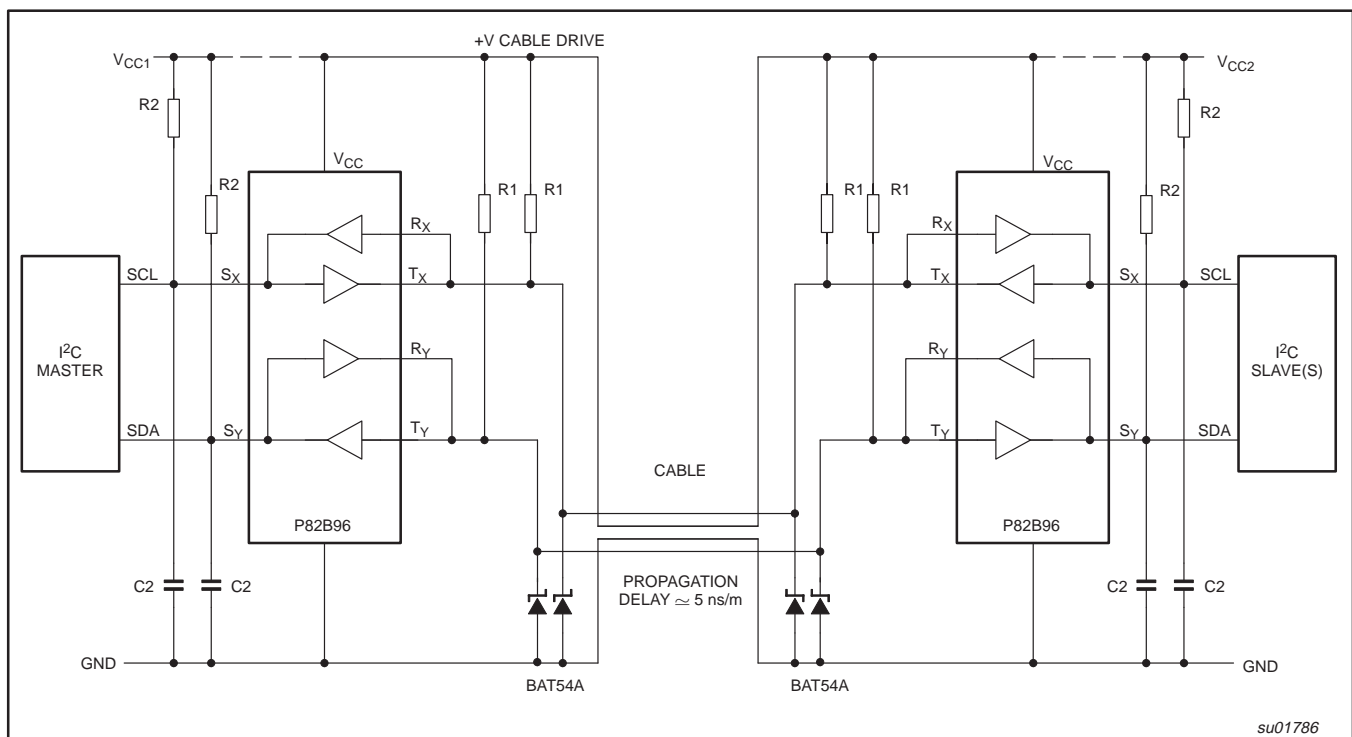 +V CABLE DRIVE
VCC1
VCC2
R2
R2
VCC
VCC
R2
R1
R1
R1
R1
R2
RX
RX
SCL
SX
TX
TX
SX
SCL
I2C
MASTER
RY
RY
I2C
SLAVE(S)
SDA
SY
TY
TY
SY
SDA
CABLE
P82B96
P82B96
C2
C2
PROPAGATION
DELAY ≃ 5 ns/m
C2
C2
GND
GND
BAT54A
BAT54A
su01786